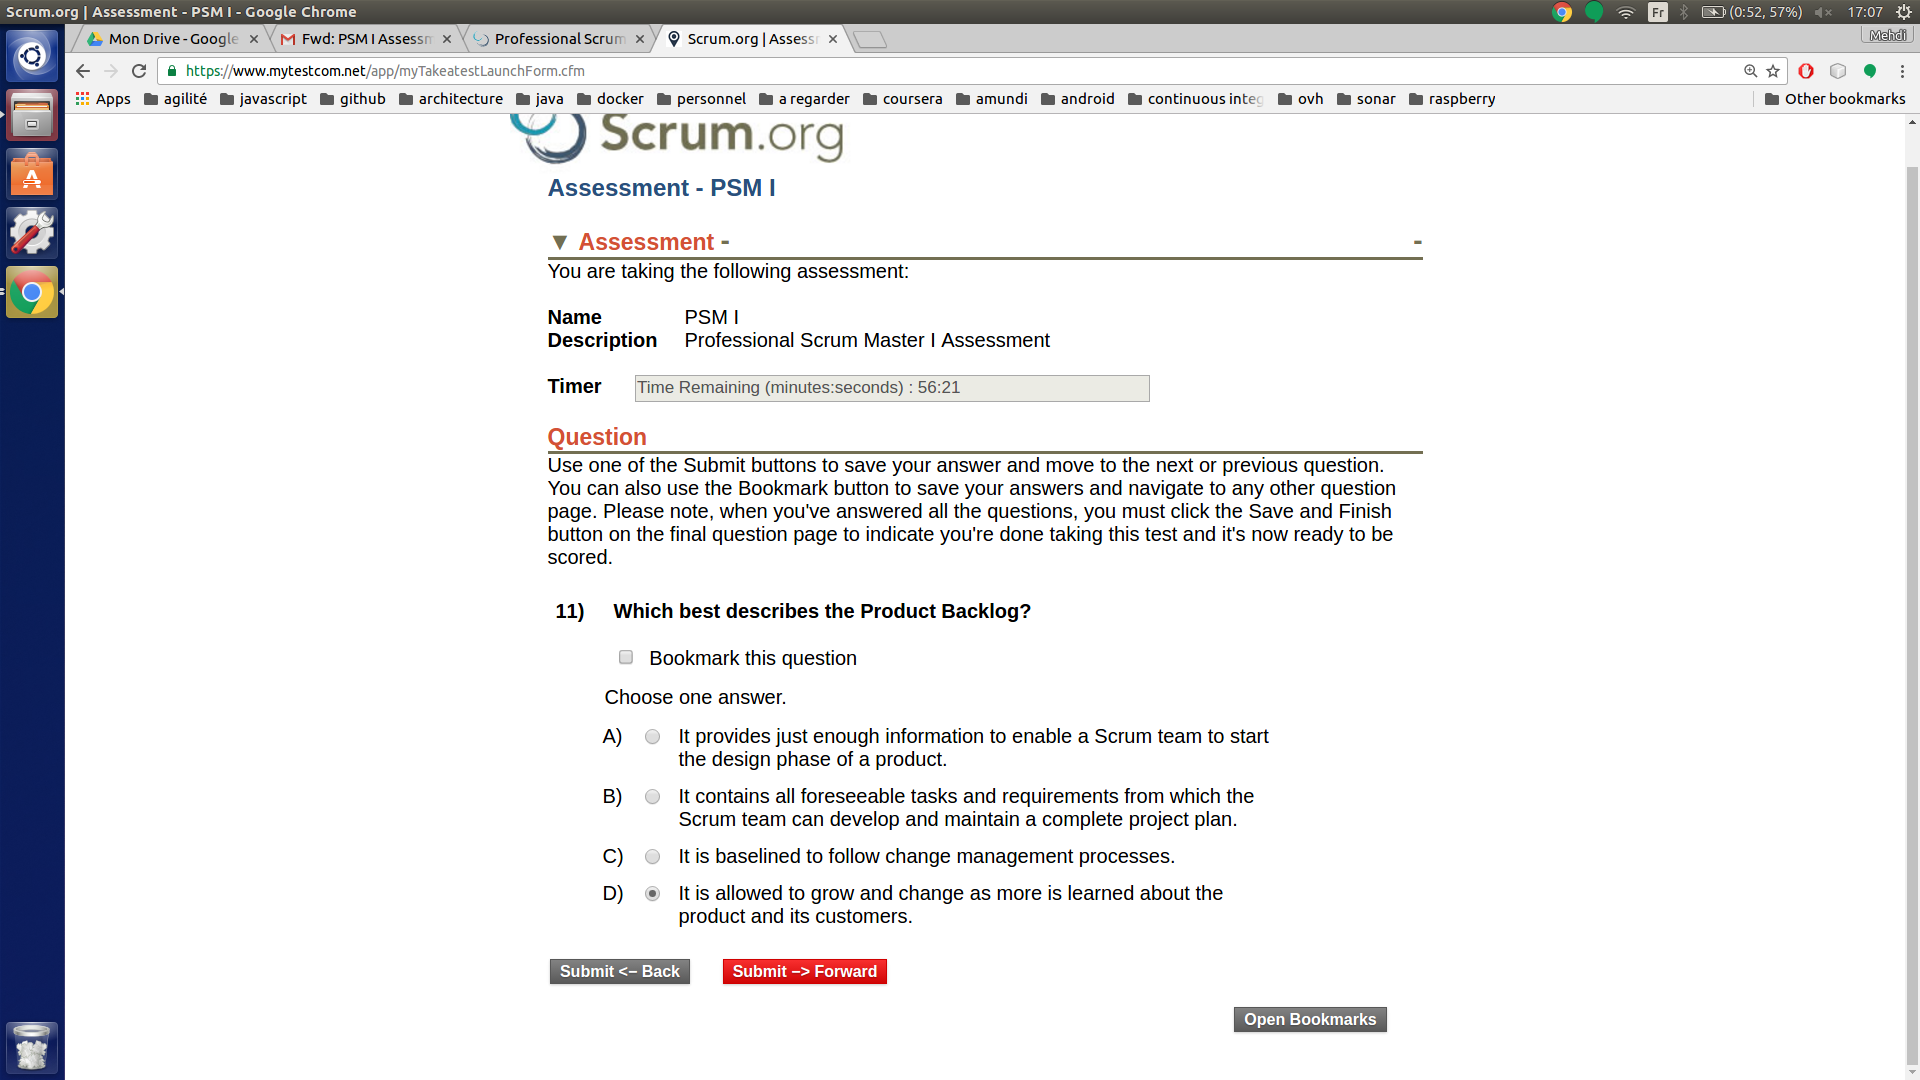 Scrum.org | Assessment - PSM I - Google Chrome
Fr
(0:52, 57%)
17:07
Mon Drive - Google
Fwd: PSM I Assessm
Professional Scrum
Scrum.org | Assess
Mehdi
https://www.mytestcom.net/app/myTakeatestLaunchForm.cfm
Apps
agilité
javascript
github
architecture
java
docker
personnel
a regarder
coursera
amundi
android
continuous integ
ovh
sonar
raspberry
Other bookmarks
Scrum.org
Assessment - PSM I
▼ Assessment - -
You are taking the following assessment:
Name PSM I
Description Professional Scrum Master I Assessment
Timer Time Remaining (minutes:seconds) : 56:21
Question
Use one of the Submit buttons to save your answer and move to the next or previous question.
You can also use the Bookmark button to save your answers and navigate to any other question
page. Please note, when you've answered all the questions, you must click the Save and Finish
button on the final question page to indicate you're done taking this test and it's now ready to be
scored.
11) Which best describes the Product Backlog?
Bookmark this question
Choose one answer.
A) It provides just enough information to enable a Scrum team to start
the design phase of a product.
B) It contains all foreseeable tasks and requirements from which the
Scrum team can develop and maintain a complete project plan.
C) It is baselined to follow change management processes.
D) It is allowed to grow and change as more is learned about the
product and its customers.
Submit <– Back
Submit –> Forward
Open Bookmarks